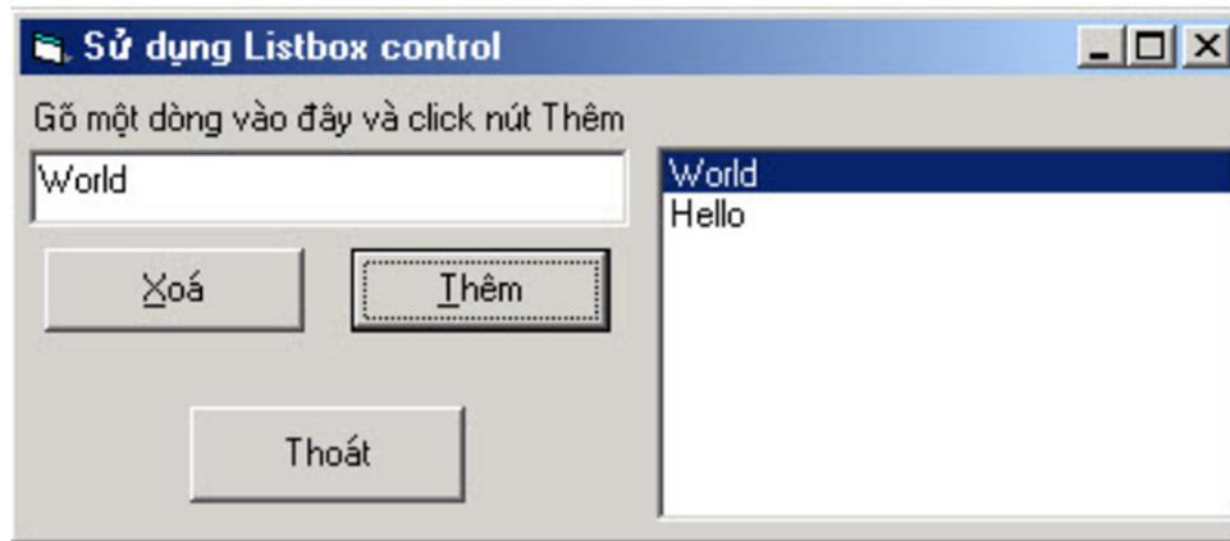 Sử dụng Listbox control
Gõ một dòng vào đây và click nút Thêm
World
World
Hello
Xoá
Thêm
Thoát